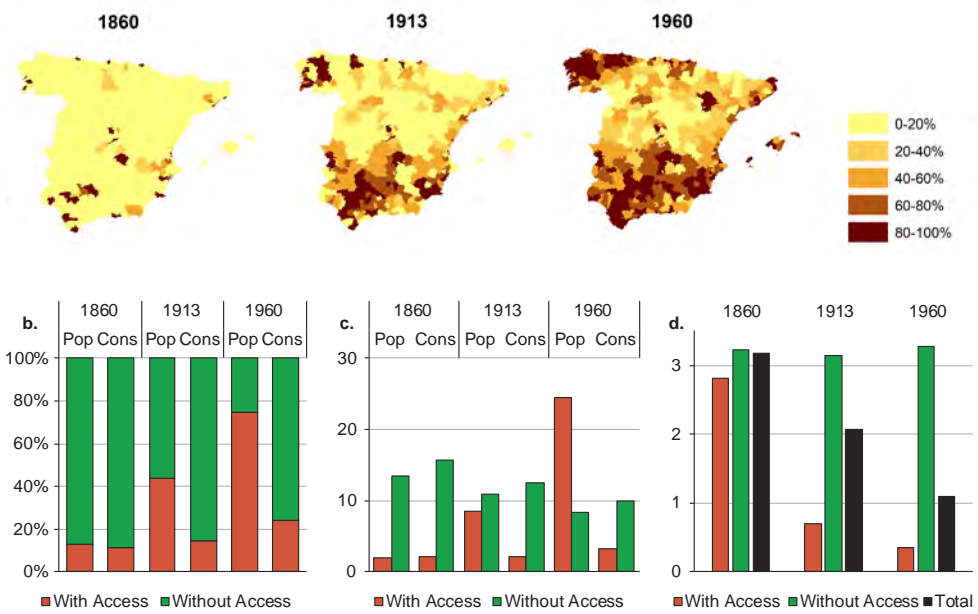 1860 1913 1960
0-20%
20-40%
40-60%
60-80%
80-100%
b. 1860 1913 1960
Pop Cons Pop Cons Pop Cons
100%
80%
60%
40%
20%
0%
With Access Without Access
c. 1860 1913 1960
Pop Cons Pop Cons Pop Cons
30
20
10
0
With Access Without Access
d. 1860 1913 1960
3
2
1
0
With Access Without Access Total